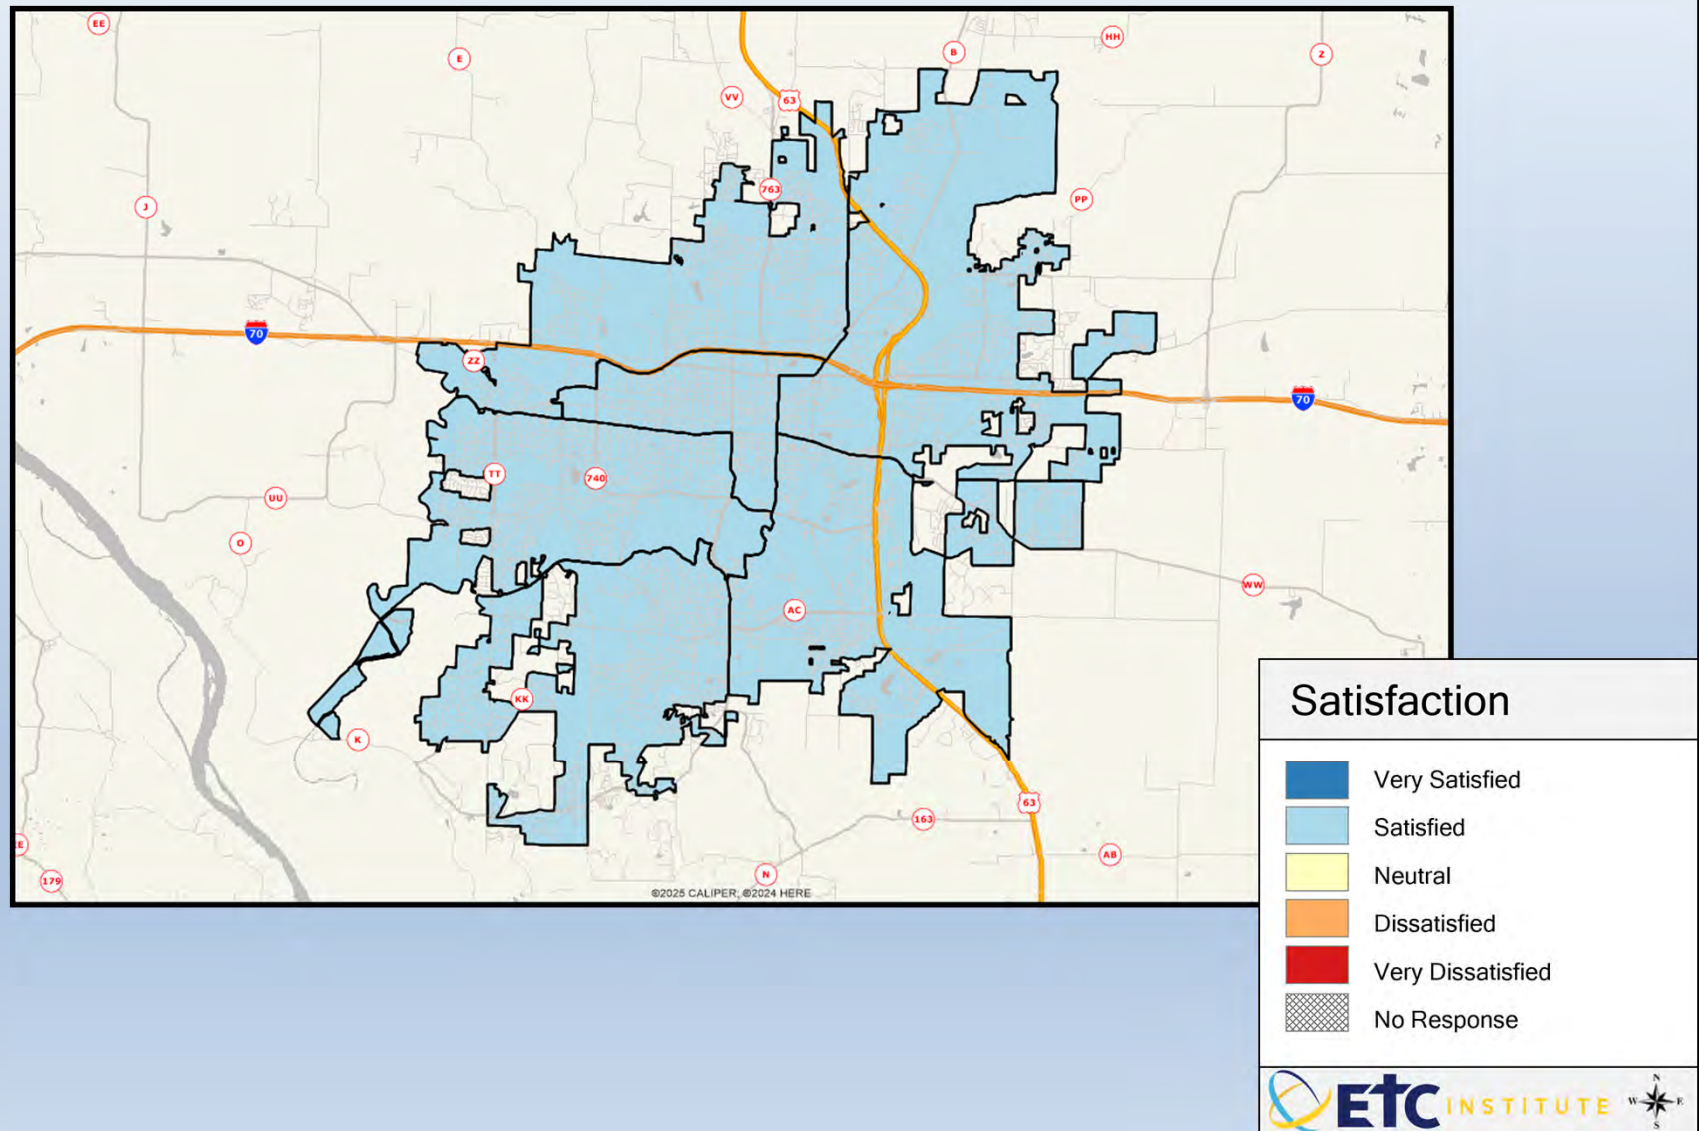 EE
E
B
HH
Z
VV
63
763
J
PP
70
ZZ
70
TT
740
UU
O
WW
AC
KK
K
63
163
AB
EE
N
179
©2025 CALIPER; ©2024 HERE
Satisfaction
Very Satisfied
Satisfied
Neutral
Dissatisfied
Very Dissatisfied
No Response
ETC INSTITUTE
N
W E
S